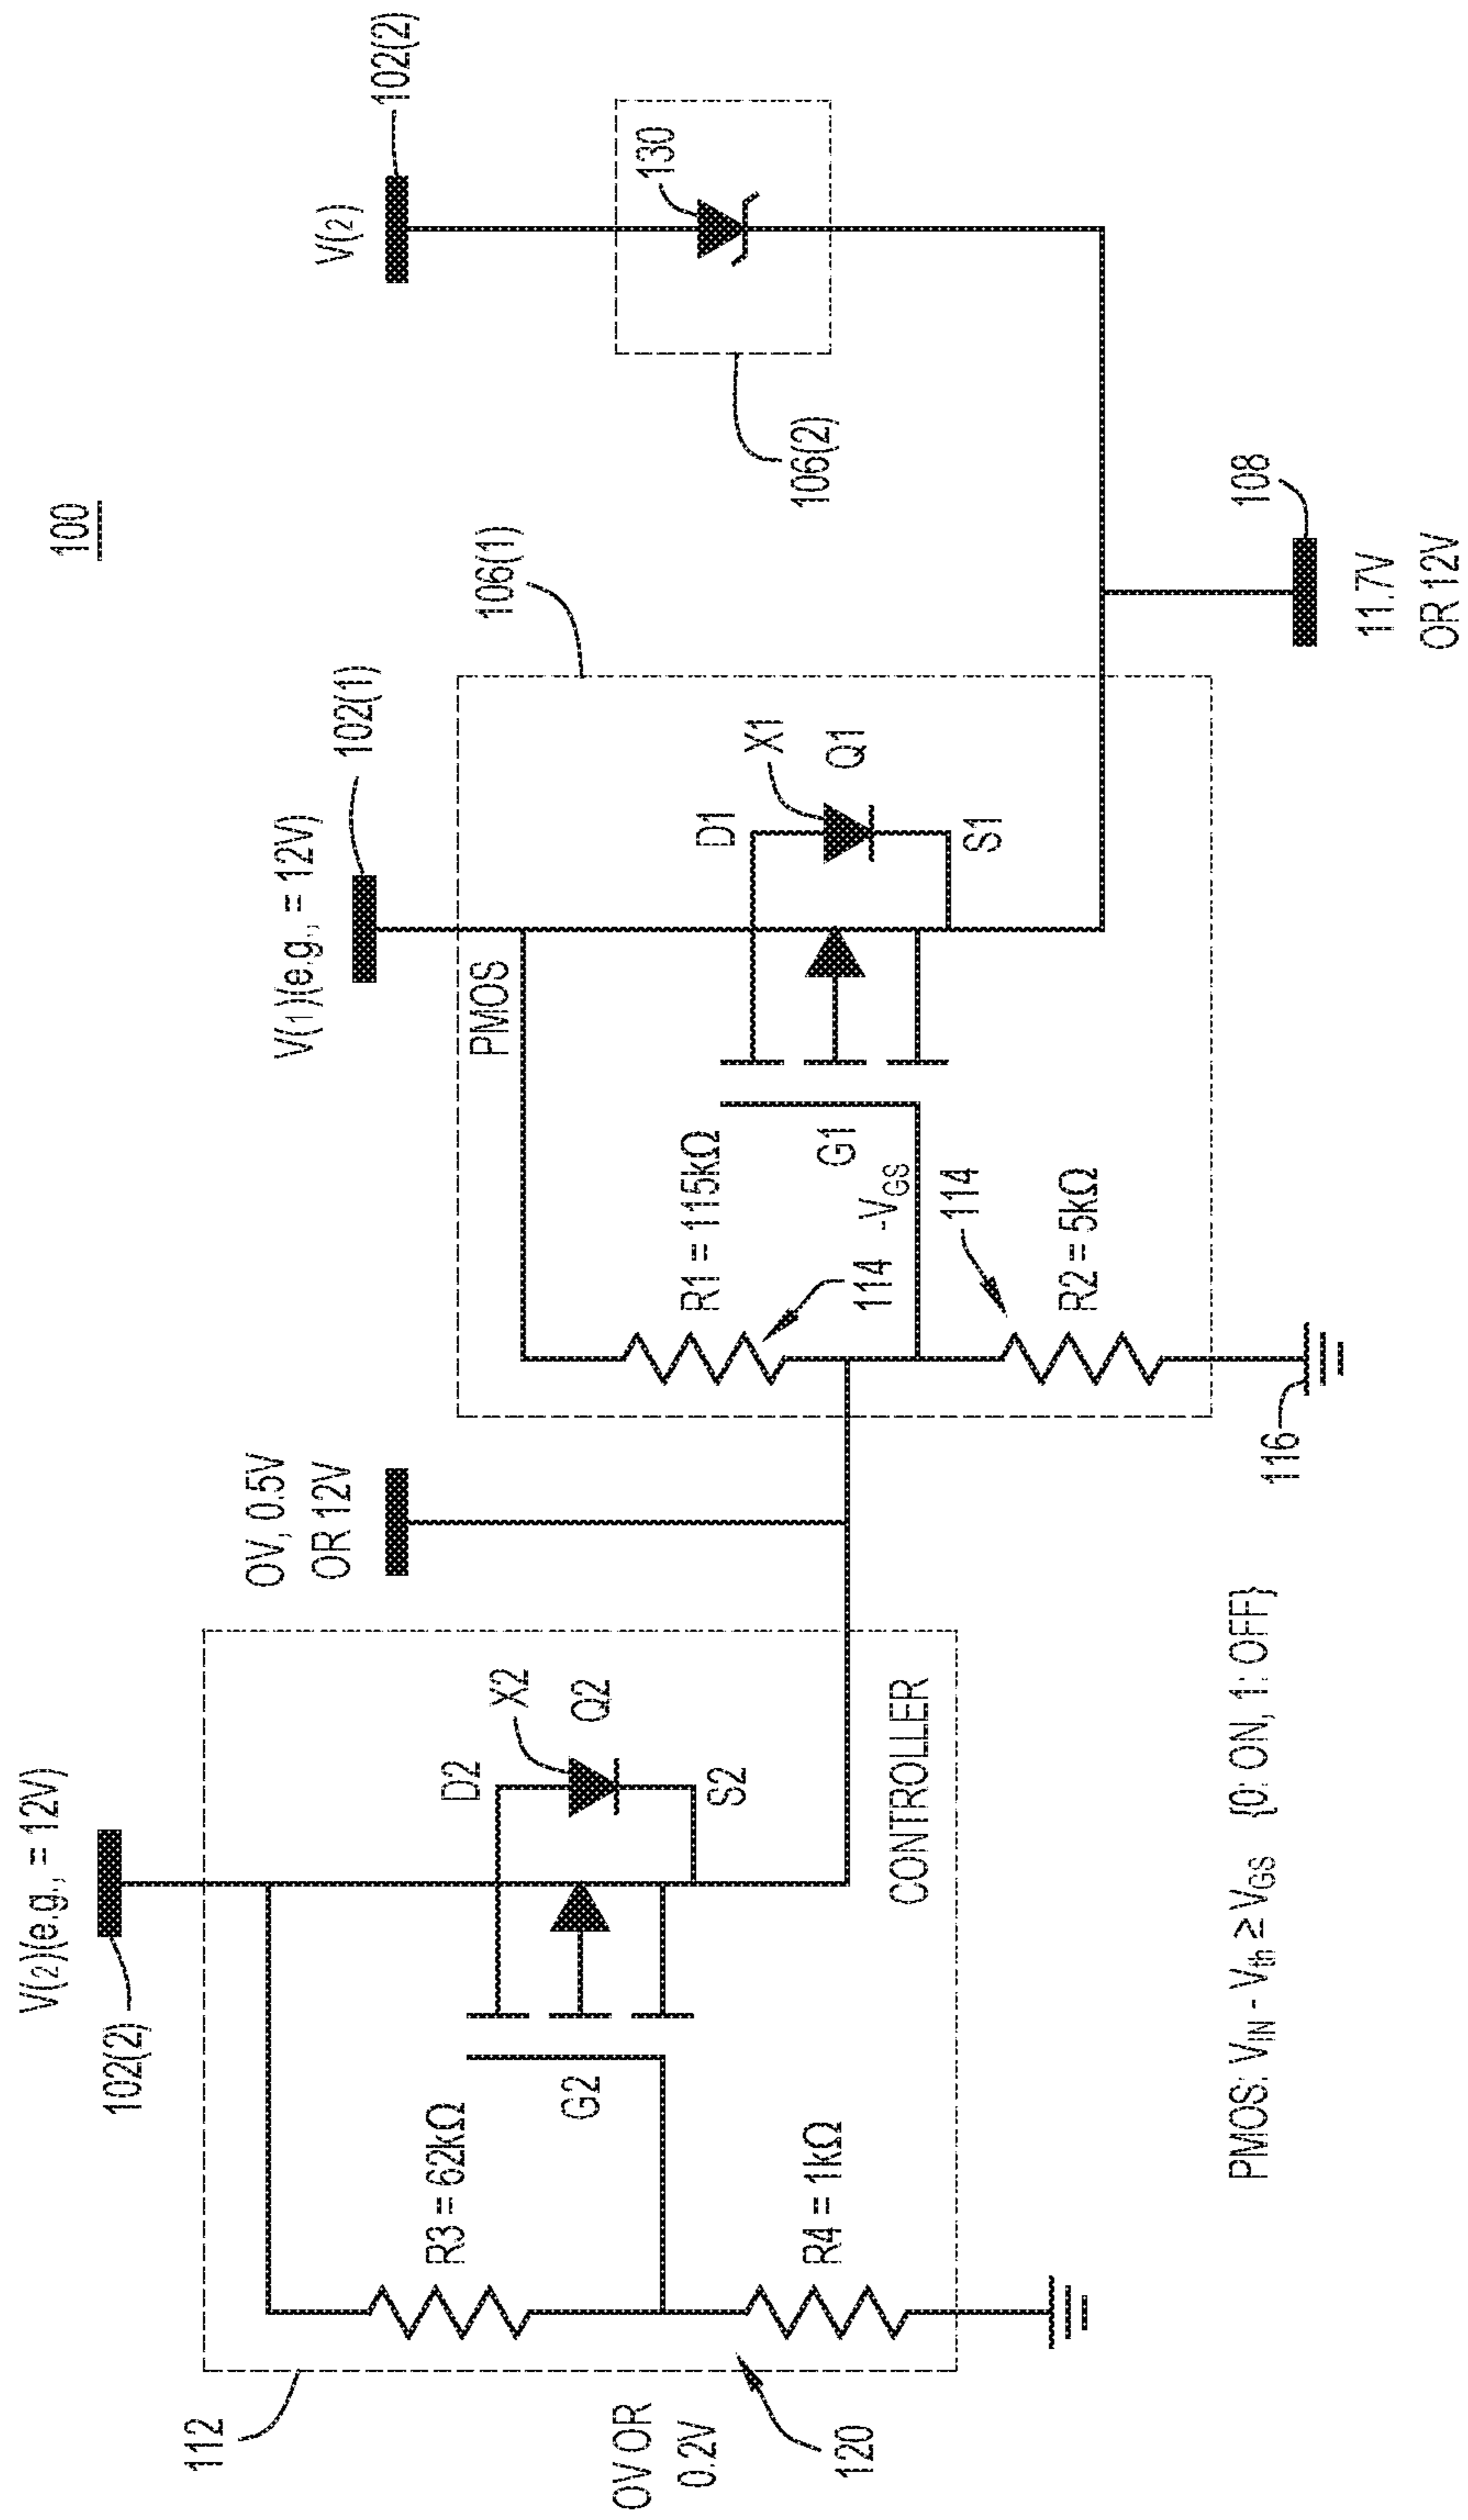 100
V(2)(e.g., = 12V)
102(2)
112
R3 = 62kΩ
G2
D2
X2
Q2
S2
R4 = 1kΩ
CONTROLLER
0V OR
0.2V
120
0V, 0.5V
OR 12V
V(1)(e.g., = 12V)
102(1)
106(1)
PMOS
R1 = 115kΩ
114
G1
-VGS
D1
X1
Q1
S1
114
R2 = 5kΩ
116
V(2)
102(2)
130
106(2)
108
11.7V
OR 12V
PMOS: VIN - Vth ≥ VGS {0: ON, 1: OFF}